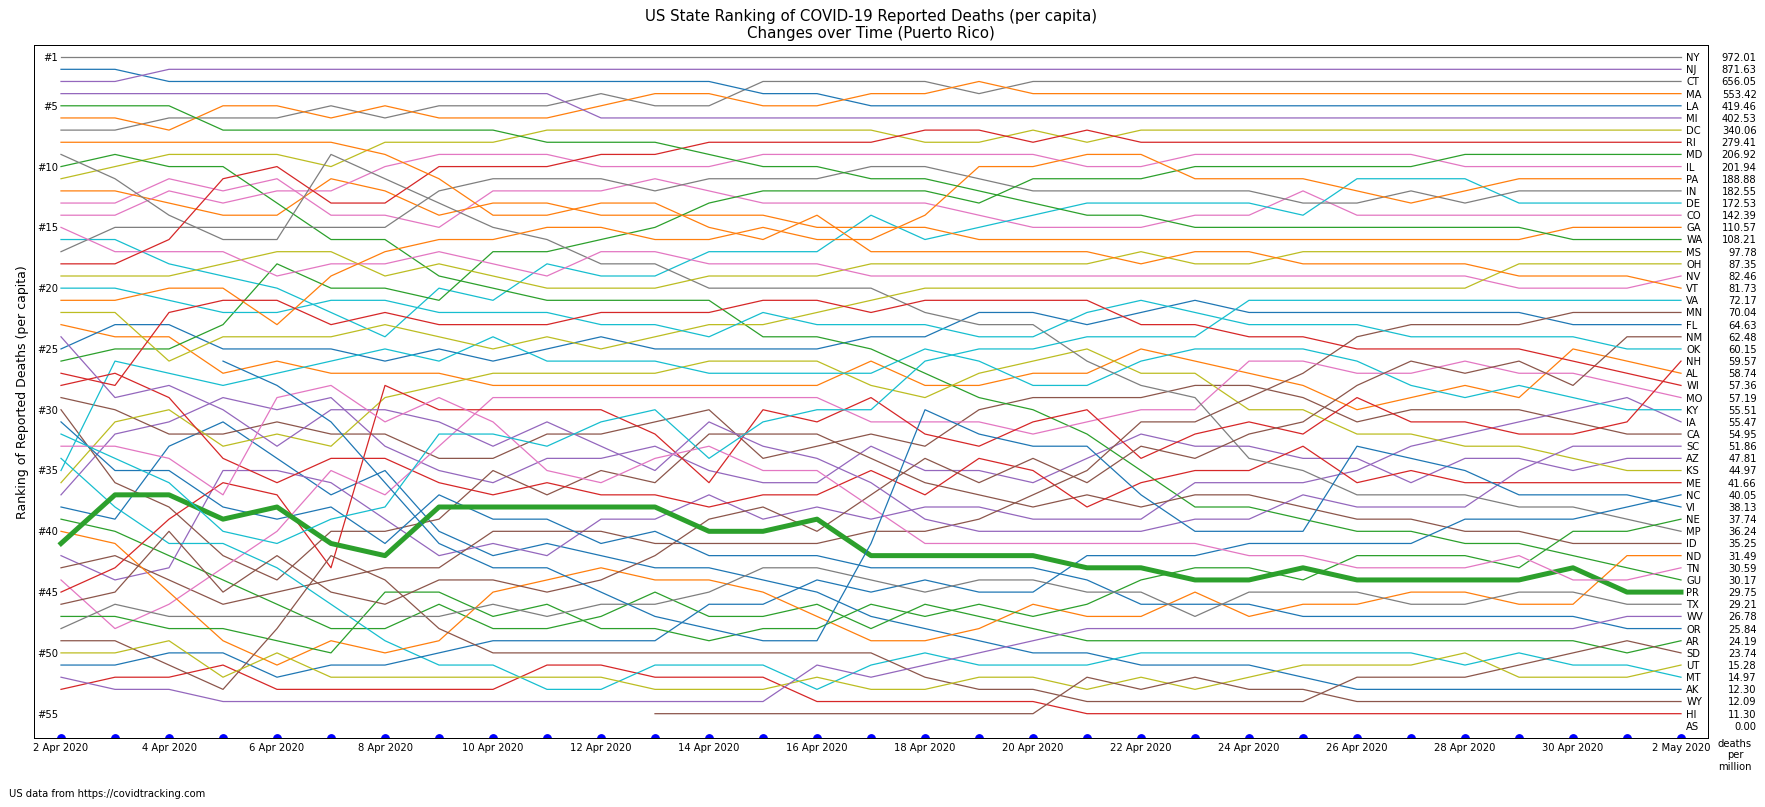 US State Ranking of COVID-19 Reported Deaths (per capita)
Changes over Time (Puerto Rico)
Ranking of Reported Deaths (per capita)
#1
#5
#10
#15
#20
#25
#30
#35
#40
#45
#50
#55
NY 972.01
NJ 871.63
CT 656.05
MA 553.42
LA 419.46
MI 402.53
DC 340.06
RI 279.41
MD 206.92
IL 201.94
PA 188.88
IN 182.55
DE 172.53
CO 142.39
GA 110.57
WA 108.21
MS 97.78
OH 87.35
NV 82.46
VT 81.73
VA 72.17
MN 70.04
FL 64.63
NM 62.48
OK 60.15
NH 59.57
AL 58.74
WI 57.36
MO 57.19
KY 55.51
IA 55.47
CA 54.95
SC 51.86
AZ 47.81
KS 44.97
ME 41.66
NC 40.05
VI 38.13
NE 37.74
MP 36.24
ID 35.25
ND 31.49
TN 30.59
GU 30.17
PR 29.75
TX 29.21
WV 26.78
OR 25.84
AR 24.19
SD 23.74
UT 15.28
MT 14.97
AK 12.30
WY 12.09
HI 11.30
AS 0.00
2 Apr 2020 4 Apr 2020 6 Apr 2020 8 Apr 2020 10 Apr 2020 12 Apr 2020 14 Apr 2020 16 Apr 2020 18 Apr 2020 20 Apr 2020 22 Apr 2020 24 Apr 2020 26 Apr 2020 28 Apr 2020 30 Apr 2020 2 May 2020
deaths
per
million
US data from https://covidtracking.com